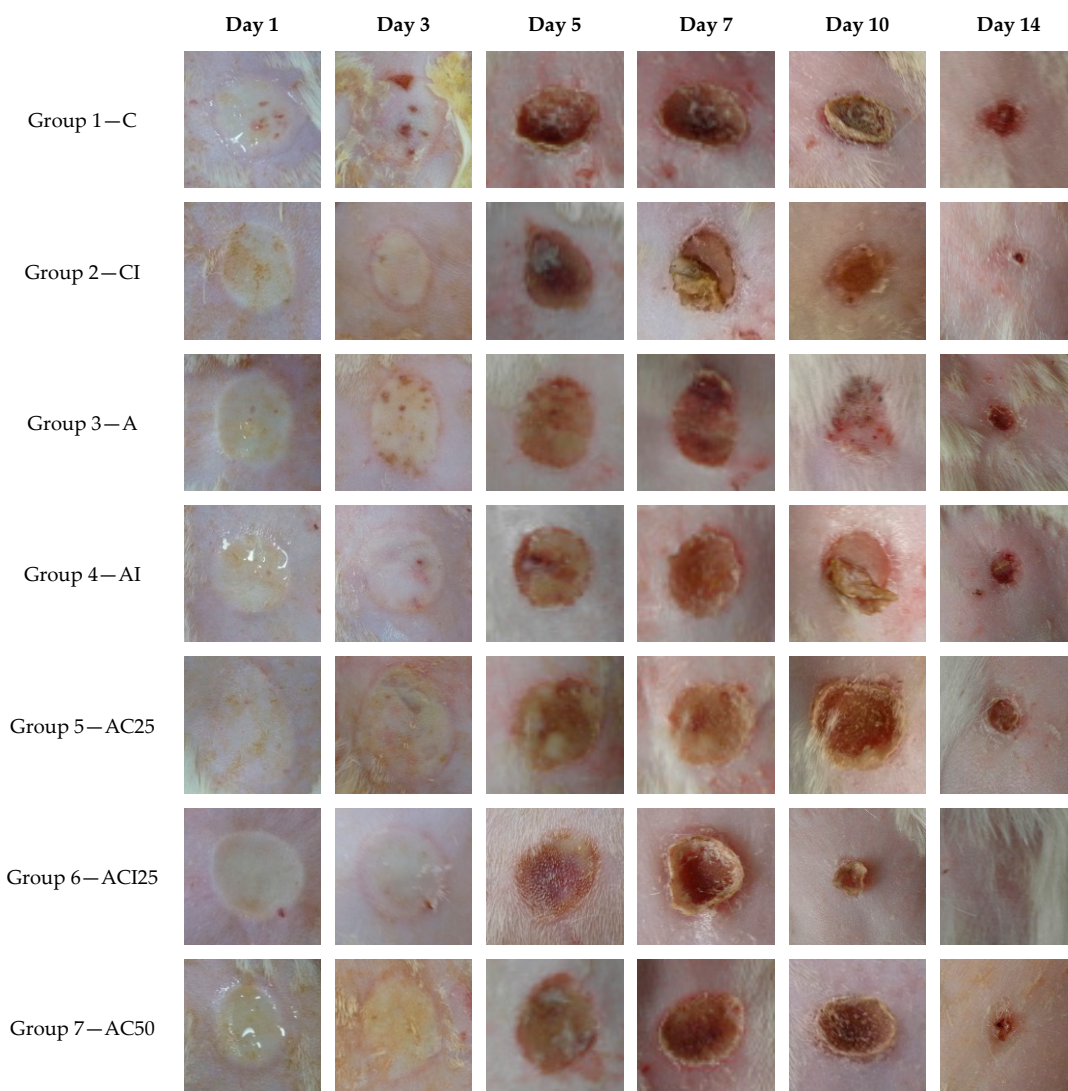 Day 1 Day 3 Day 5 Day 7 Day 10 Day 14
Group 1—C
Group 2—CI
Group 3—A
Group 4—AI
Group 5—AC25
Group 6—ACI25
Group 7—AC50